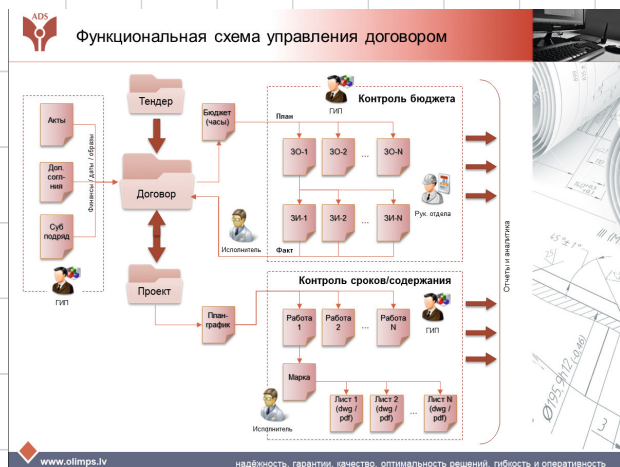 ADS
Функциональная схема управления договором
Акты
Доп.
согл-
ния
Суб
подряд
ГИП
Финансы / даты / образы
Тендер
Договор
Проект
Бюджет
(часы)
План
ГИП
Контроль бюджета
ЗО-1
ЗО-2
...
ЗО-N
ЗИ-1
ЗИ-2
...
ЗИ-N
Рук. отдела
Исполнитель
Факт
Контроль сроков/содержания
План-
график
Работа
1
Работа
2
...
Работа
N
ГИП
Марка
Исполнитель
Лист 1
(dwg /
pdf)
Лист 2
(dwg /
pdf)
...
Лист N
(dwg /
pdf)
Отчеты и аналитика
www.olimps.lv
надёжность, гарантии, качество, оптимальность решений, гибкость и оперативность